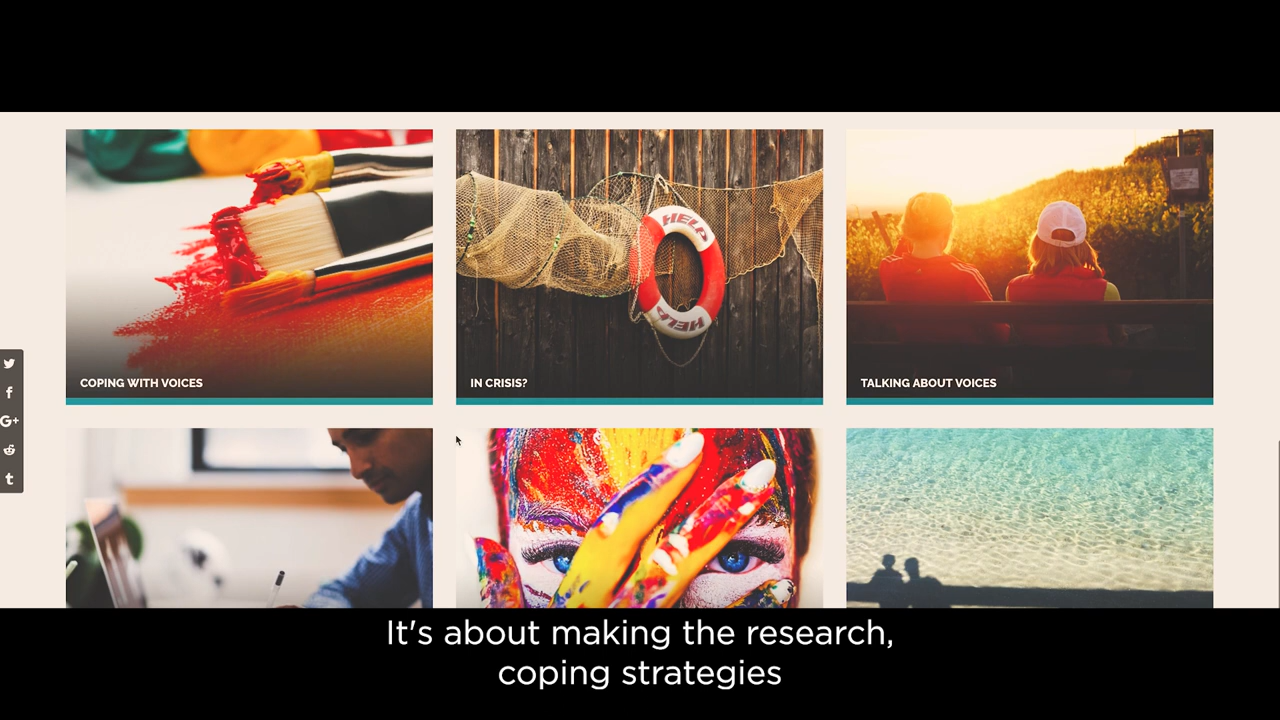 HELP
HELP
COPING WITH VOICES
IN CRISIS?
TALKING ABOUT VOICES
G+
It's about making the research,
coping strategies